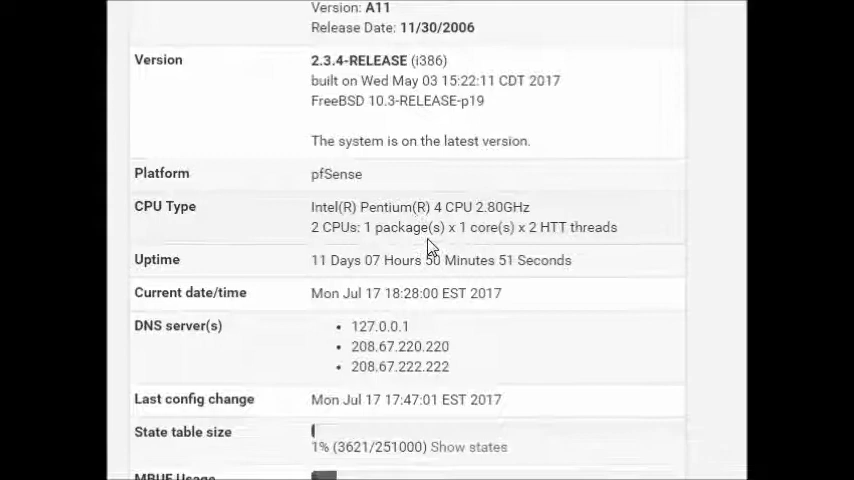 Version: A11
Release Date: 11/30/2006
Version
2.3.4-RELEASE (i386)
built on Wed May 03 15:22:11 CDT 2017
FreeBSD 10.3-RELEASE-p19
The system is on the latest version.
Platform pfSense
CPU Type Intel(R) Pentium(R) 4 CPU 2.80GHz
2 CPUs: 1 package(s) x 1 core(s) x 2 HTT threads
Uptime 11 Days 07 Hours 50 Minutes 51 Seconds
Current date/time Mon Jul 17 18:28:00 EST 2017
DNS server(s) • 127.0.0.1
• 208.67.220.220
• 208.67.222.222
Last config change Mon Jul 17 17:47:01 EST 2017
State table size
1% (3621/251000) Show states
MBUF Usage